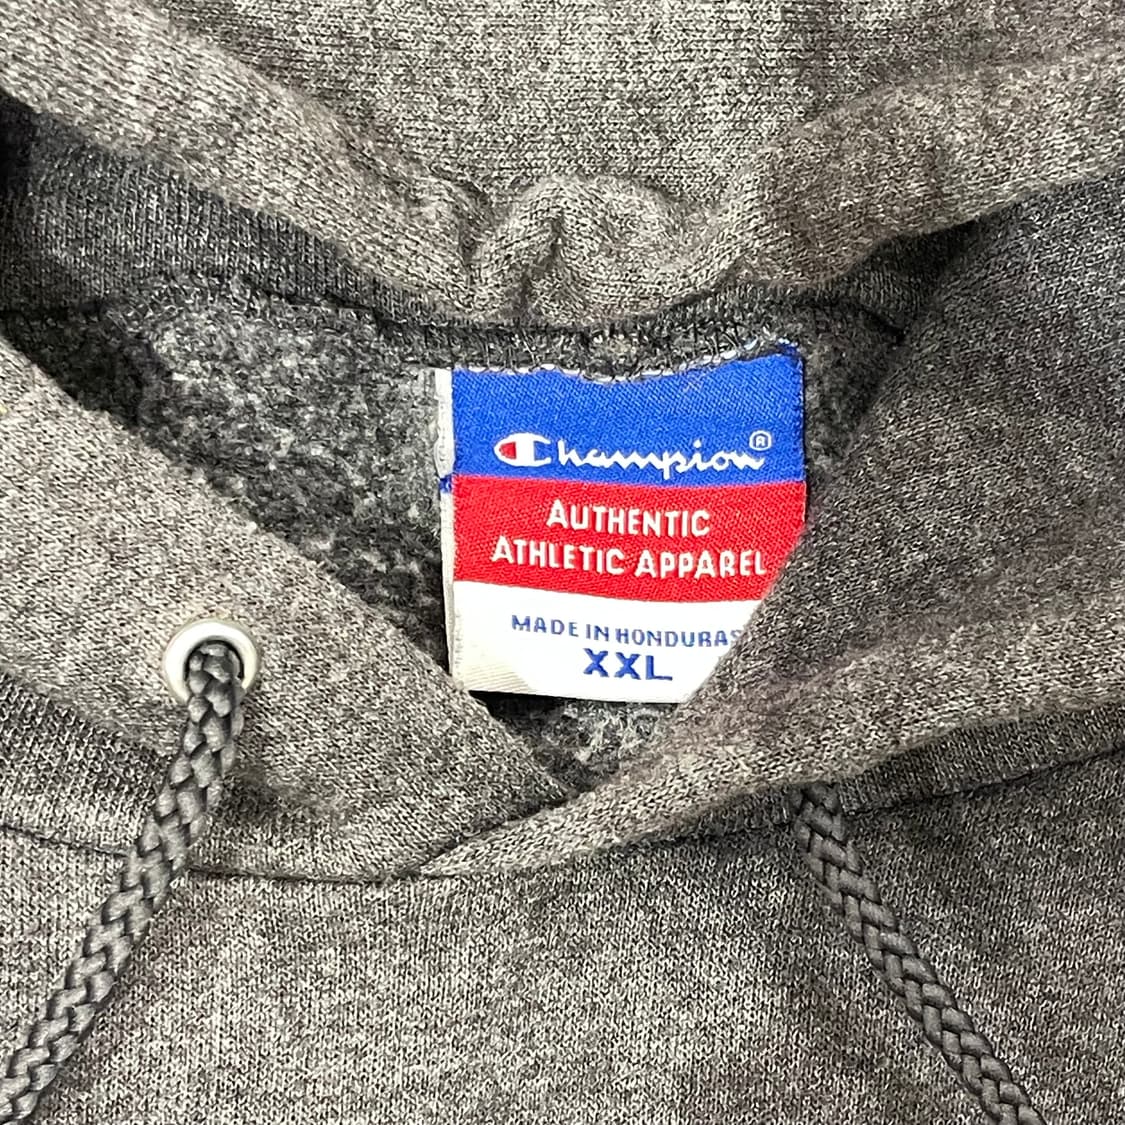 Champion®
AUTHENTIC
ATHLETIC APPAREL
MADE IN HONDURAS
XXL